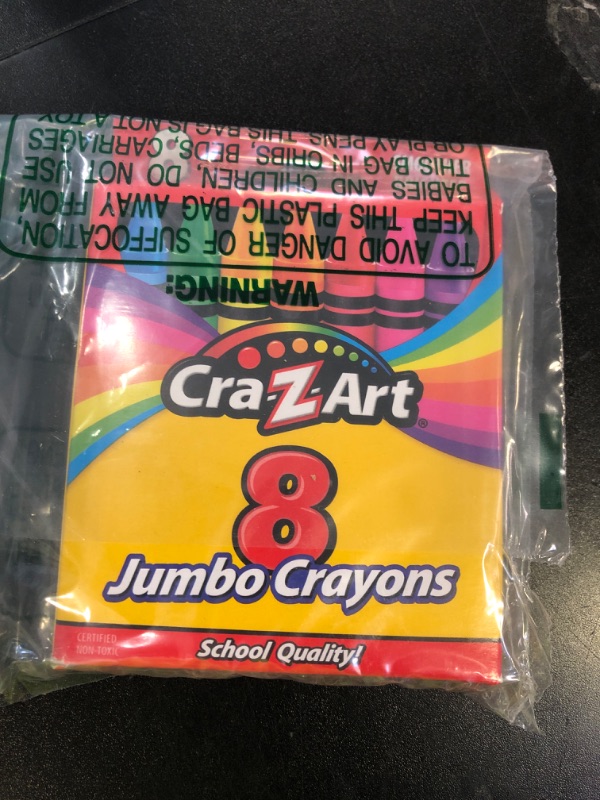 WARNING:
TO AVOID DANGER OF SUFFOCATION,
KEEP THIS PLASTIC BAG AWAY FROM
BABIES AND CHILDREN. DO NOT USE
THIS BAG IN CRIBS, BEDS, CARRIAGES
OR PLAY PENS. THIS BAG IS NOT A TOY
Cra-Z-Art
8
Jumbo Crayons
CERTIFIED
NON-TOXIC
School Quality!